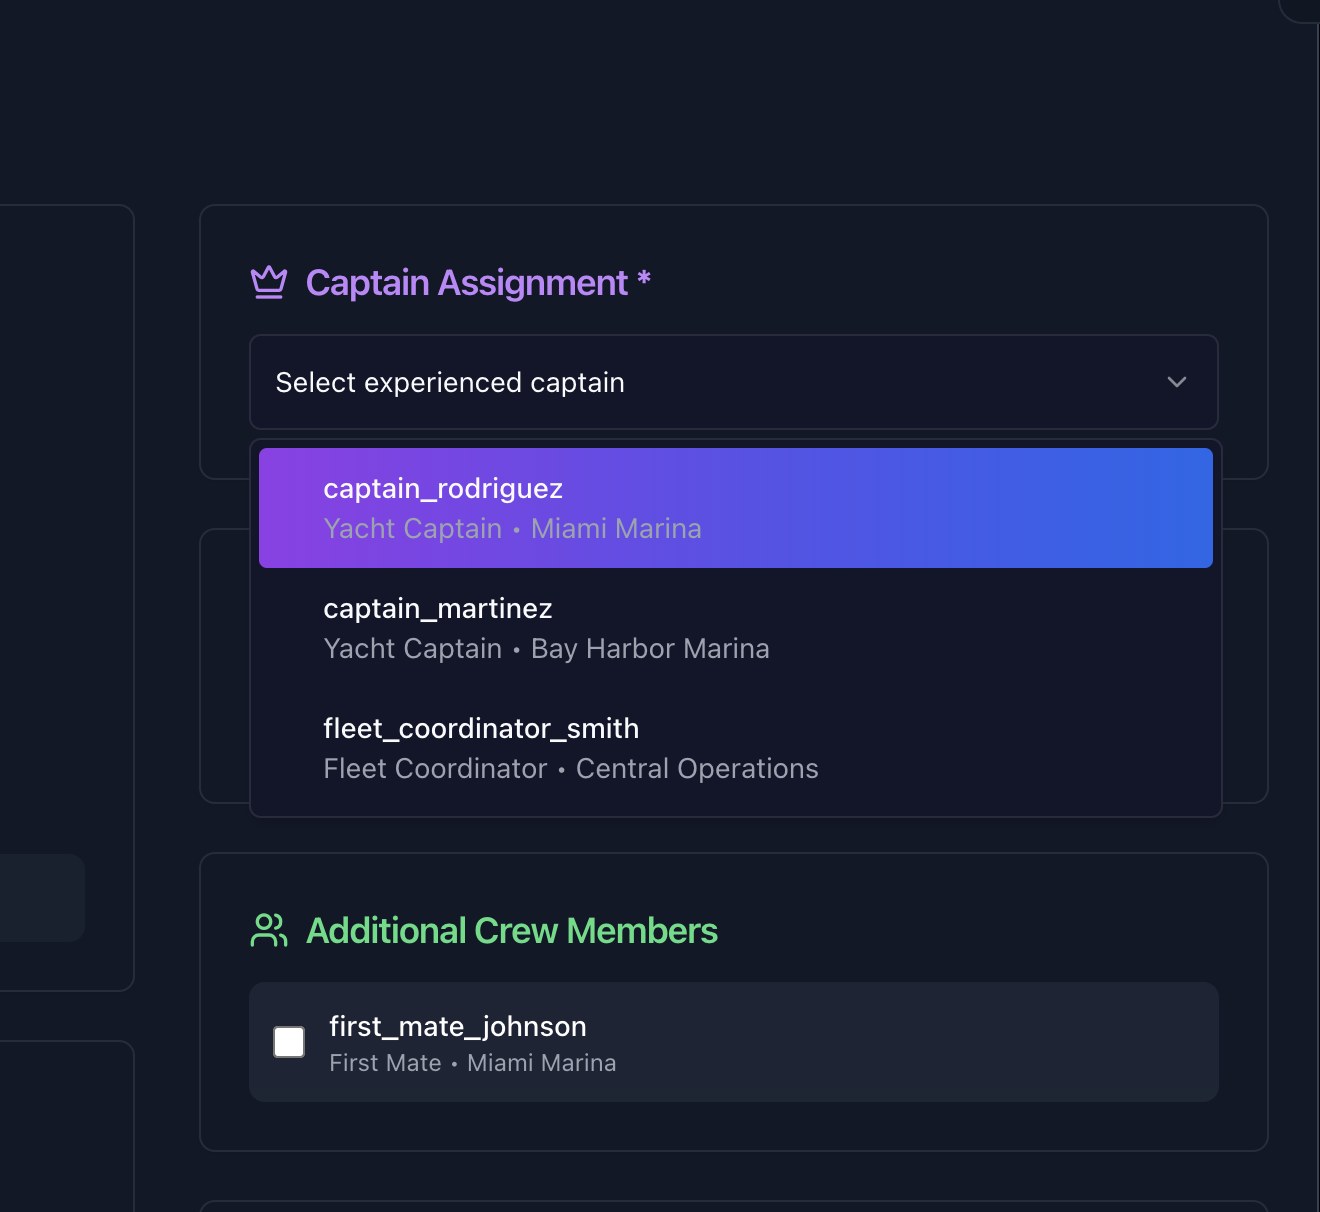 Captain Assignment *
Select experienced captain
captain_rodriguez
Yacht Captain • Miami Marina
captain_martinez
Yacht Captain • Bay Harbor Marina
fleet_coordinator_smith
Fleet Coordinator • Central Operations
Additional Crew Members
first_mate_johnson
First Mate • Miami Marina